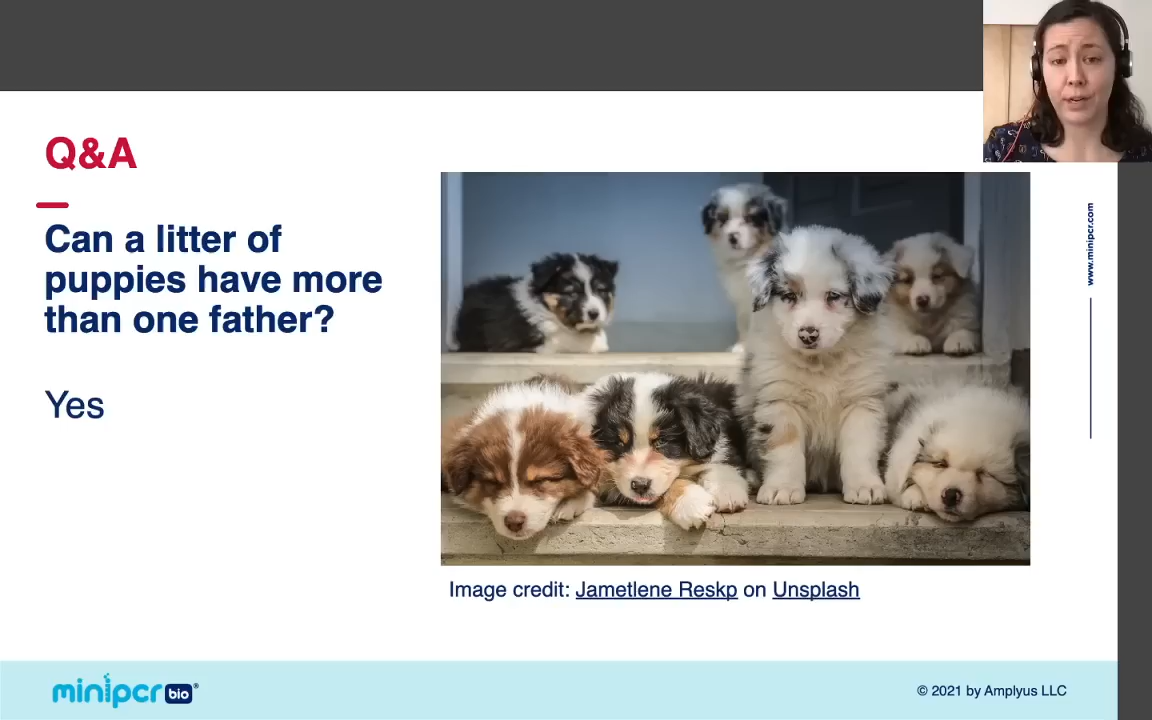 Q&A
Can a litter of
puppies have more
than one father?
Yes
www.minipcr.com
Image credit: Jametlene Reskp on Unsplash
minipcr bio®
© 2021 by Amplyus LLC